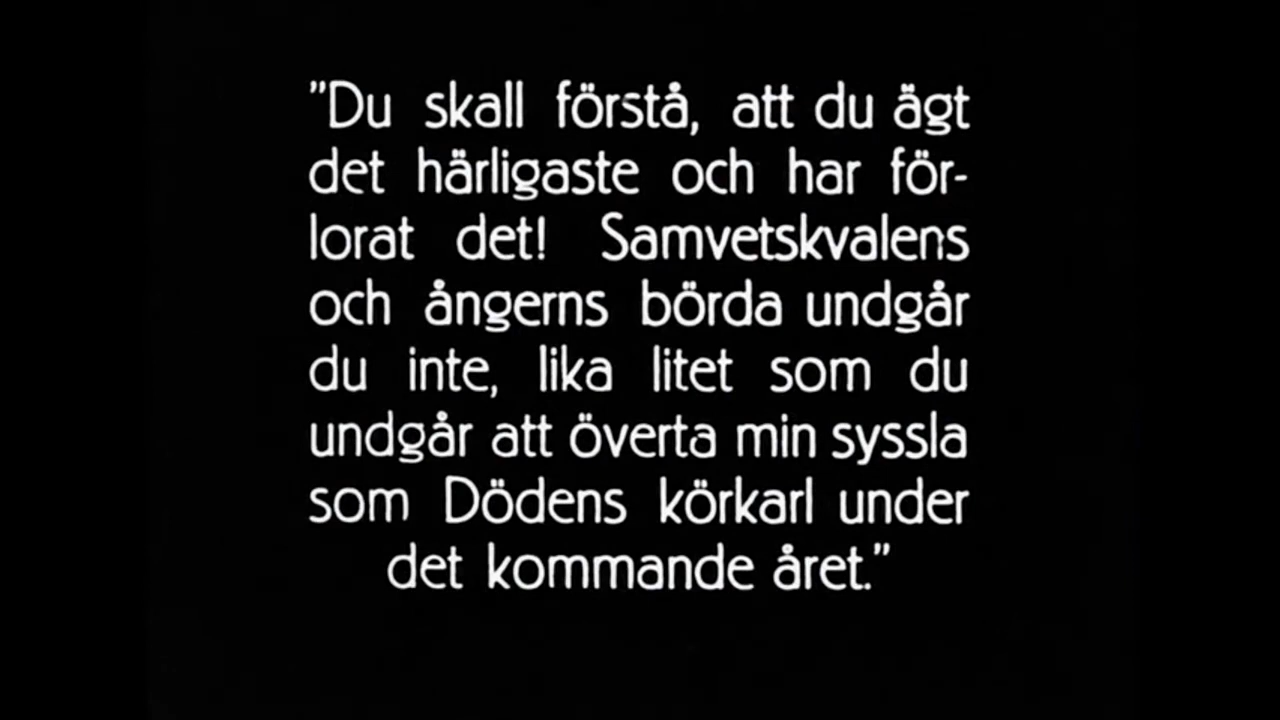 ”Du skall förstå, att du ägt
det härligaste och har för-
lorat det! Samvetskvalens
och ångerns börda undgår
du inte, lika litet som du
undgår att överta min syssla
som Dödens körkarl under
det kommande året.”